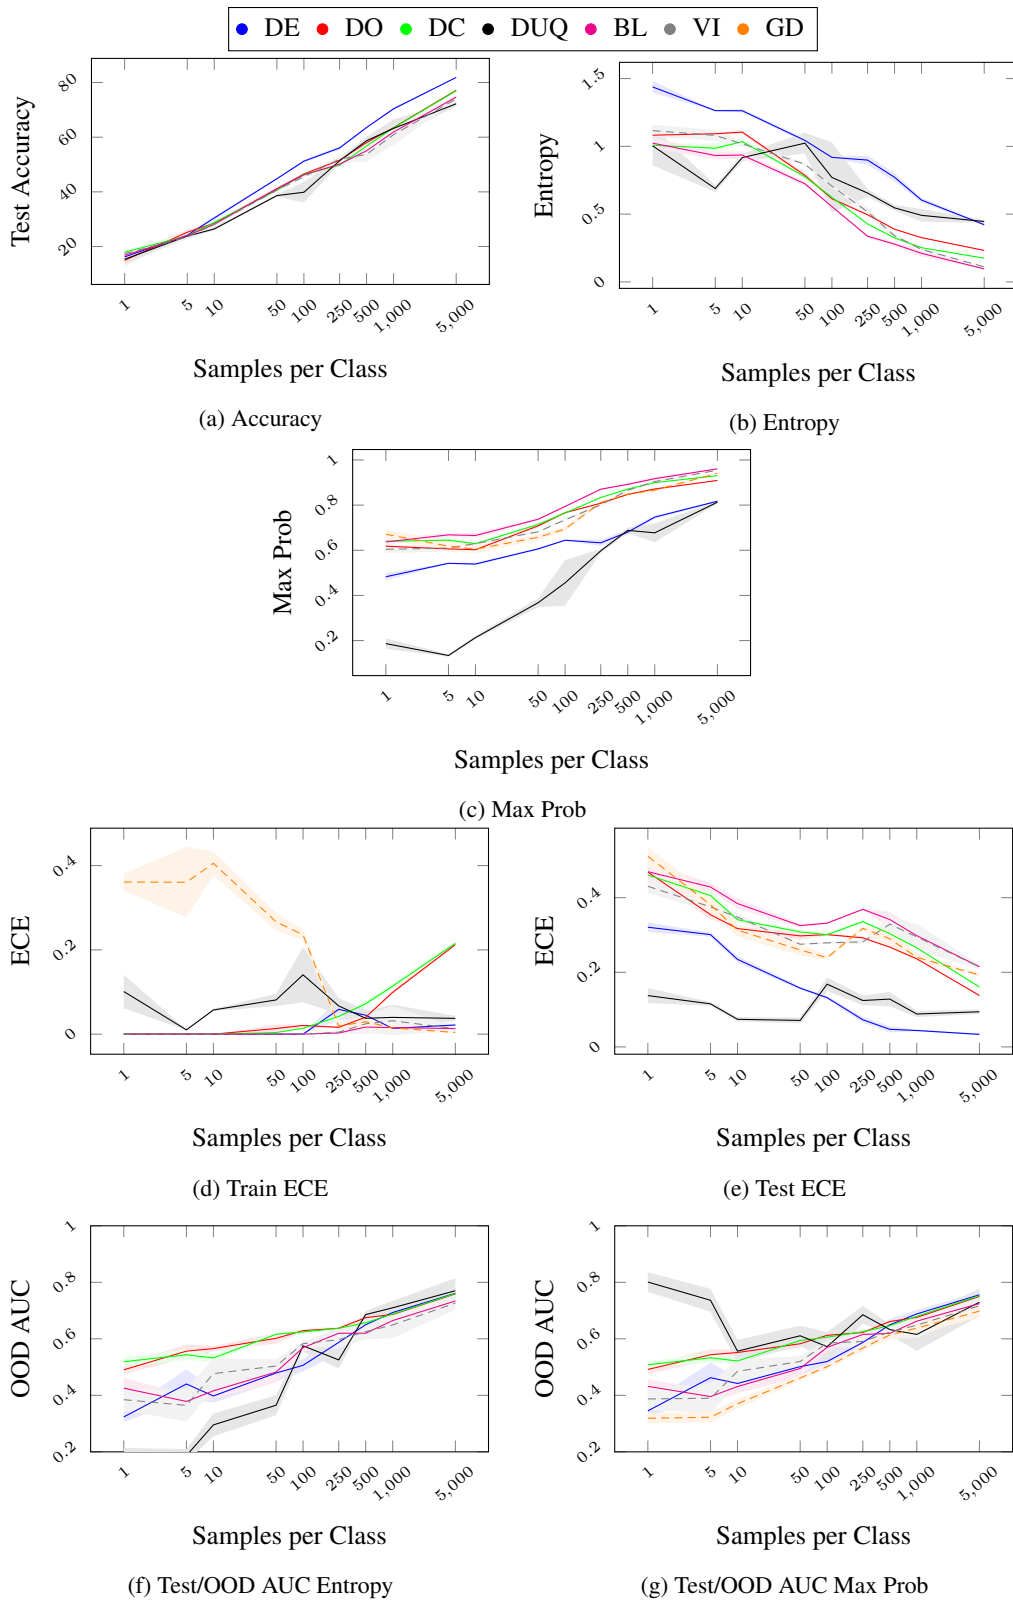 DE DO DC DUQ BL VI GD
Test Accuracy
80
60
40
20
1 5 10 50 100 250 500 1,000 5,000
Samples per Class
(a) Accuracy
Entropy
1.5
1
0.5
0
1 5 10 50 100 250 500 1,000 5,000
Samples per Class
(b) Entropy
Max Prob
1
0.8
0.6
0.4
0.2
1 5 10 50 100 250 500 1,000 5,000
Samples per Class
(c) Max Prob
ECE
0.4
0.2
0
1 5 10 50 100 250 500 1,000 5,000
Samples per Class
(d) Train ECE
ECE
0.4
0.2
0
1 5 10 50 100 250 500 1,000 5,000
Samples per Class
(e) Test ECE
OOD AUC
1
0.8
0.6
0.4
0.2
1 5 10 50 100 250 500 1,000 5,000
Samples per Class
(f) Test/OOD AUC Entropy
OOD AUC
1
0.8
0.6
0.4
0.2
1 5 10 50 100 250 500 1,000 5,000
Samples per Class
(g) Test/OOD AUC Max Prob